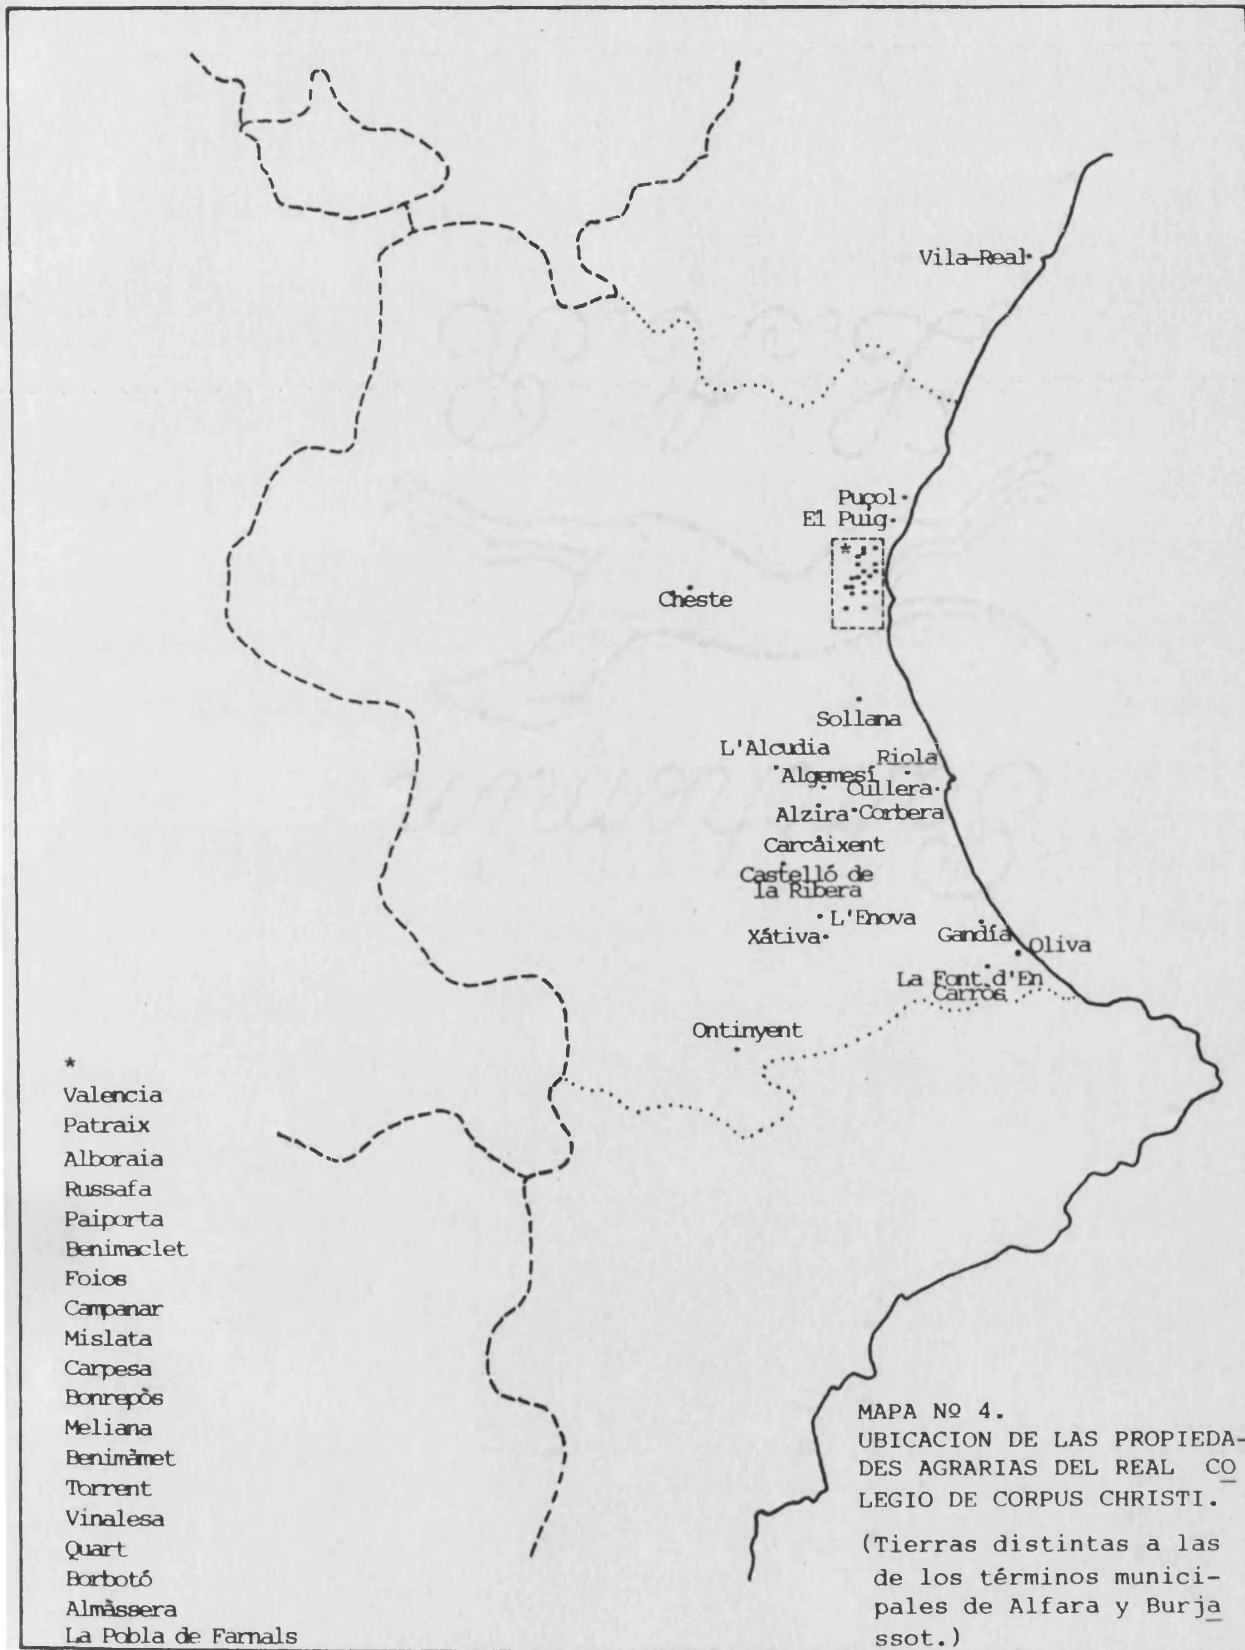 Vila-Real
Puçol
El Puig
*
Cheste
Sollana
L'Alcudia
Riola
Algemesí
Cullera
Alzira
Corbera
Carcàixent
Castelló de
la Ribera
L'Enova
Xátiva
Gandía
Oliva
La Font d'En
Carròs
Ontinyent
*
Valencia
Patraix
Alboraia
Russafa
Paiporta
Benimaclet
Foios
Campanar
Mislata
Carpesa
Bonrepòs
Meliana
Benimàmet
Torrent
Vinalesa
Quart
Borbotó
Almàssera
La Pobla de Farnals
MAPA Nº 4.
UBICACION DE LAS PROPIEDA-
DES AGRARIAS DEL REAL CO
LEGIO DE CORPUS CHRISTI.
(Tierras distintas a las
de los términos munici-
pales de Alfara y Burja
ssot.)